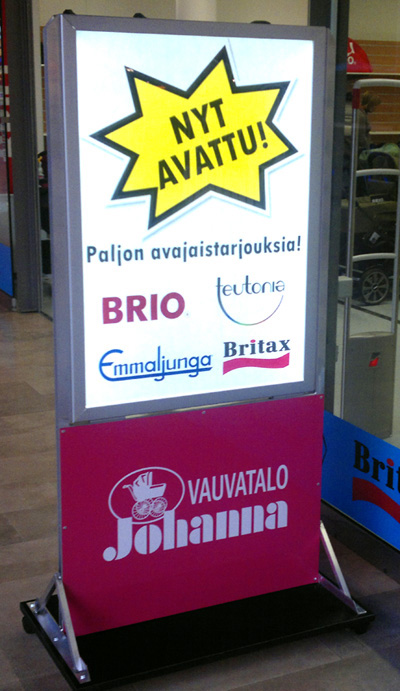 NYT
AVATTU!
Paljon avajaistarjouksia!
BRIO
teutonia
Emmaljunga
Britax
VAUVATALO
Johanna